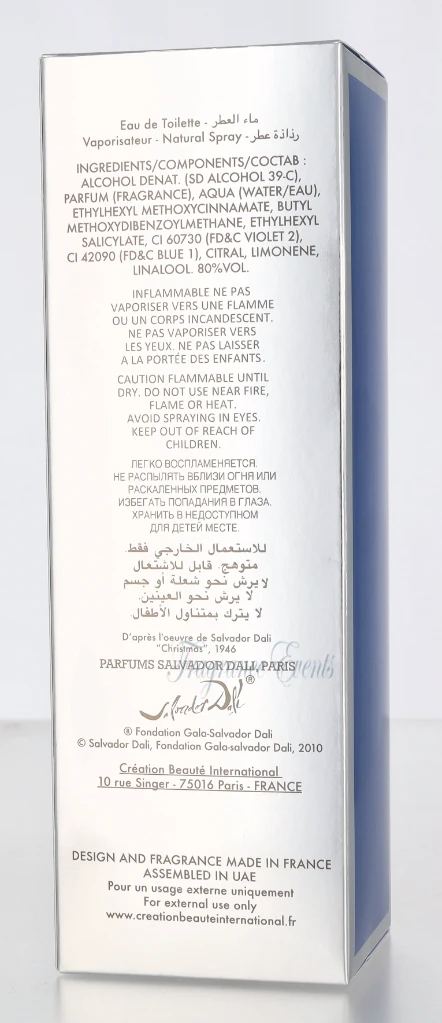 Eau de Toilette - ماء العطر
Vaporisateur - Natural Spray - رذاذة عطر
INGREDIENTS/COMPONENTS/COCTAB :
ALCOHOL DENAT. (SD ALCOHOL 39-C),
PARFUM (FRAGRANCE), AQUA (WATER/EAU),
ETHYLHEXYL METHOXYCINNAMATE, BUTYL
METHOXYDIBENZOYLMETHANE, ETHYLHEXYL
SALICYLATE, CI 60730 (FD&C VIOLET 2),
CI 42090 (FD&C BLUE 1), CITRAL, LIMONENE,
LINALOOL. 80%VOL.
INFLAMMABLE NE PAS
VAPORISER VERS UNE FLAMME
OU UN CORPS INCANDESCENT.
NE PAS VAPORISER VERS
LES YEUX. NE PAS LAISSER
A LA PORTÉE DES ENFANTS.
CAUTION FLAMMABLE UNTIL
DRY. DO NOT USE NEAR FIRE,
FLAME OR HEAT.
AVOID SPRAYING IN EYES.
KEEP OUT OF REACH OF
CHILDREN.
ЛЕГКО ВОСПЛАМЕНЯЕТСЯ.
НЕ РАСПЫЛЯТЬ ВБЛИЗИ ОГНЯ ИЛИ
РАСКАЛЕННЫХ ПРЕДМЕТОВ.
ИЗБЕГАТЬ ПОПАДАНИЯ В ГЛАЗА.
ХРАНИТЬ В НЕДОСТУПНОМ
ДЛЯ ДЕТЕЙ МЕСТЕ.
للاستعمال الخارجي فقط.
متوهج. قابل للاشتعال
لا يرش نحو شعلة أو جسم
لا يرش نحو العينين.
لا يترك بمتناول الأطفال.
D'après l'oeuvre de Salvador Dali
"Christmas", 1946
PARFUMS SALVADOR DALI, PARIS
Fragrance Events
Salvador Dalí ®
® Fondation Gala-Salvador Dali
© Salvador Dali, Fondation Gala-salvador Dali, 2010
Création Beauté International
10 rue Singer - 75016 Paris - FRANCE
DESIGN AND FRAGRANCE MADE IN FRANCE
ASSEMBLED IN UAE
Pour un usage externe uniquement
For external use only
www.creationbeauteinternational.fr